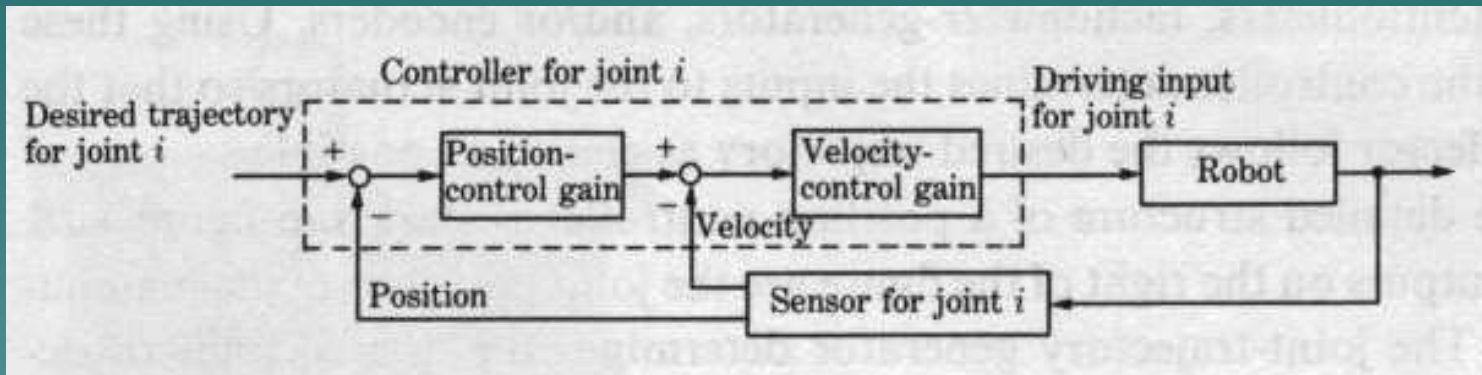 Controller for joint i
Driving input
for joint i
Desired trajectory
for joint i
+
−
Position-
control gain
+
−
Velocity-
control gain
Robot
Velocity
Position
Sensor for joint i